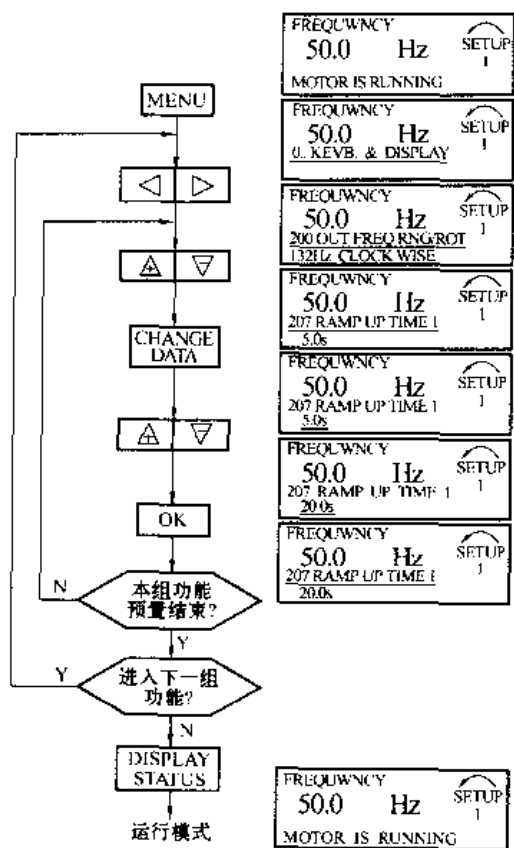 FREQUWNCY
50.0 Hz SETUP
1
MOTOR IS RUNNING
MENU
FREQUWNCY
50.0 Hz SETUP
0.. KEVB. & DISPLAY 1
FREQUWNCY
50.0 Hz SETUP
200 OUT FREQ RNG/ROT 1
132Hz CLOCK WISE
FREQUWNCY
50.0 Hz SETUP
207 RAMP UP TIME 1 1
5.0s
CHANGE
DATA
FREQUWNCY
50.0 Hz SETUP
207 RAMP UP TIME 1 1
5.0s
FREQUWNCY
50.0 Hz SETUP
207 RAMP UP TIME 1 1
20.0s
OK
FREQUWNCY
50.0 Hz SETUP
207 RAMP UP TIME 1 1
20.0s
N 本组功能
预置结束?
Y
Y 进入下一组
功能?
N
DISPLAY
STATUS
运行模式
FREQUWNCY
50.0 Hz SETUP
1
MOTOR IS RUNNING